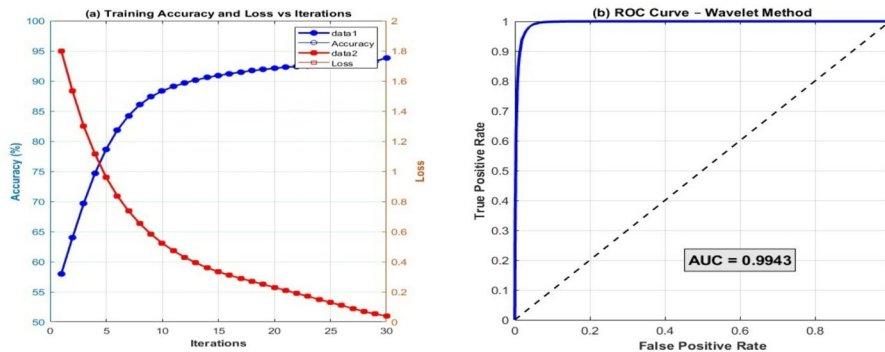 (a) Training Accuracy and Loss vs Iterations
100
95
90
85
80
75
70
65
60
55
50
Accuracy (%)
2
1.8
1.6
1.4
1.2
1
0.8
0.6
0.4
0.2
0
Loss
data1
Accuracy
data2
Loss
0 5 10 15 20 25 30
Iterations
(b) ROC Curve – Wavelet Method
1
0.9
0.8
0.7
0.6
0.5
0.4
0.3
0.2
0.1
0
True Positive Rate
AUC = 0.9943
0 0.2 0.4 0.6 0.8
False Positive Rate